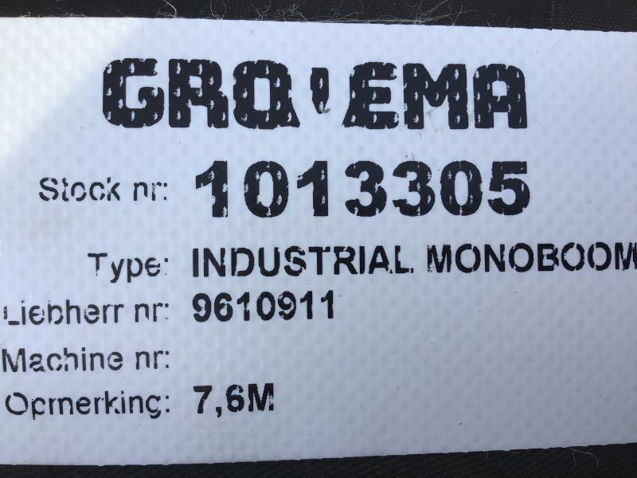 GRO'EMA
Stock nr: 1013305
Type: INDUSTRIAL MONOBOOM
Liebherr nr: 9610911
Machine nr:
Opmerking: 7,6M